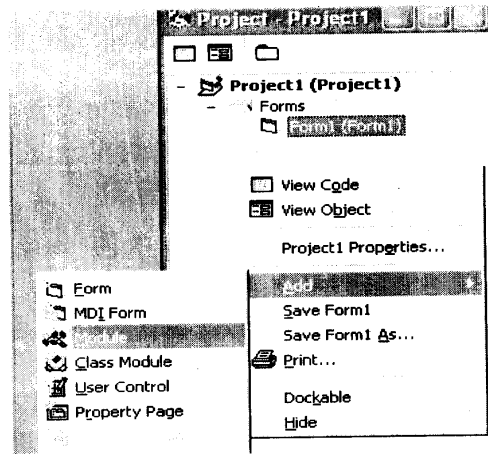 Project - Project1
Project1 (Project1)
Forms
Form1 (Form1)
View Code
View Object
Project1 Properties...
Add
Save Form1
Save Form1 As...
Print...
Dockable
Hide
Form
MDI Form
Module
Class Module
User Control
Property Page